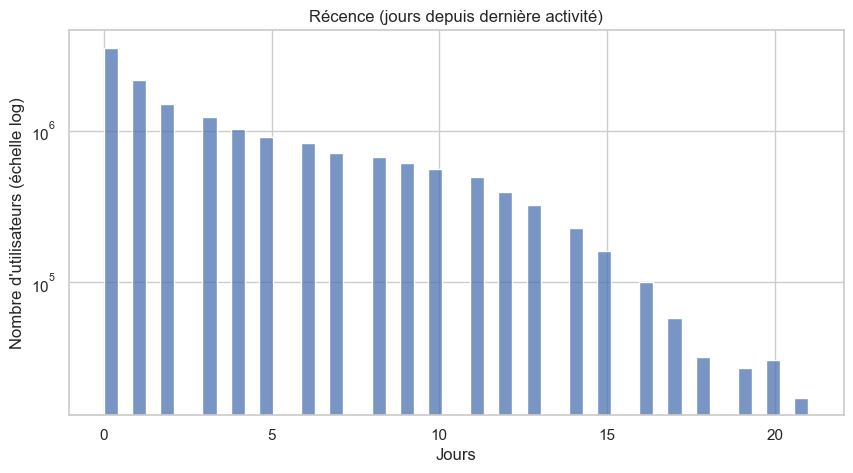 Récence (jours depuis dernière activité)
Nombre d'utilisateurs (échelle log)
10⁶
10⁵
0 5 10 15 20
Jours